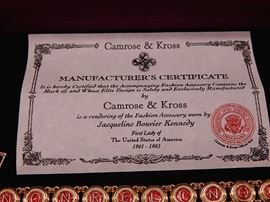 Camrose & Kross
MANUFACTURER'S CERTIFICATE
It is hereby Certified that the Accompanying Fashion Accessory Contains the
Mark of, and Whose Elite Design is Solely and Exclusively Manufactured
by
Camrose & Kross
is a rendering of the Fashion Accessory worn by
Jacqueline Bouvier Kennedy
First Lady of
The United States of America
1961 - 1963